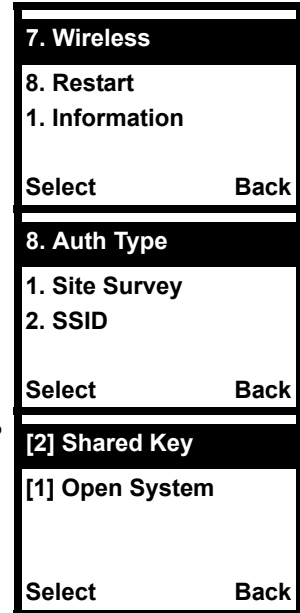 7. Wireless
8. Restart
1. Information
Select Back
8. Auth Type
1. Site Survey
2. SSID
Select Back
[2] Shared Key
[1] Open System
Select Back